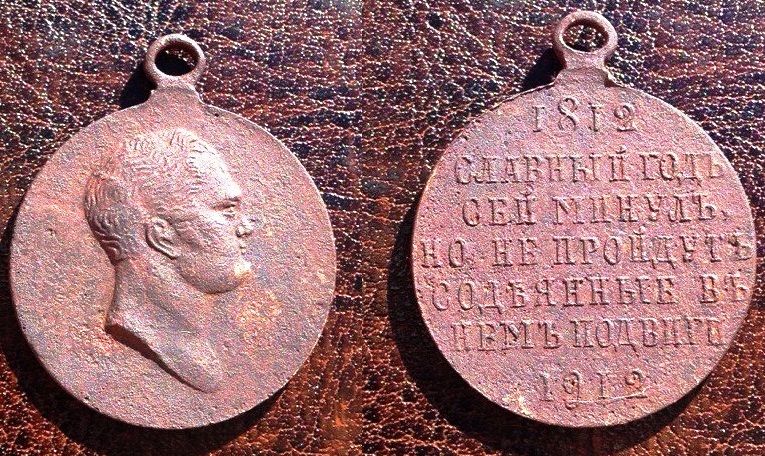 1812
СЛАВНЫЙ ГОДЪ
СЕЙ МИНУЛЪ,
НО НЕ ПРОЙДУТЪ
СОДѢЯННЫЕ ВЪ
НЕМЪ ПОДВИГИ
1912